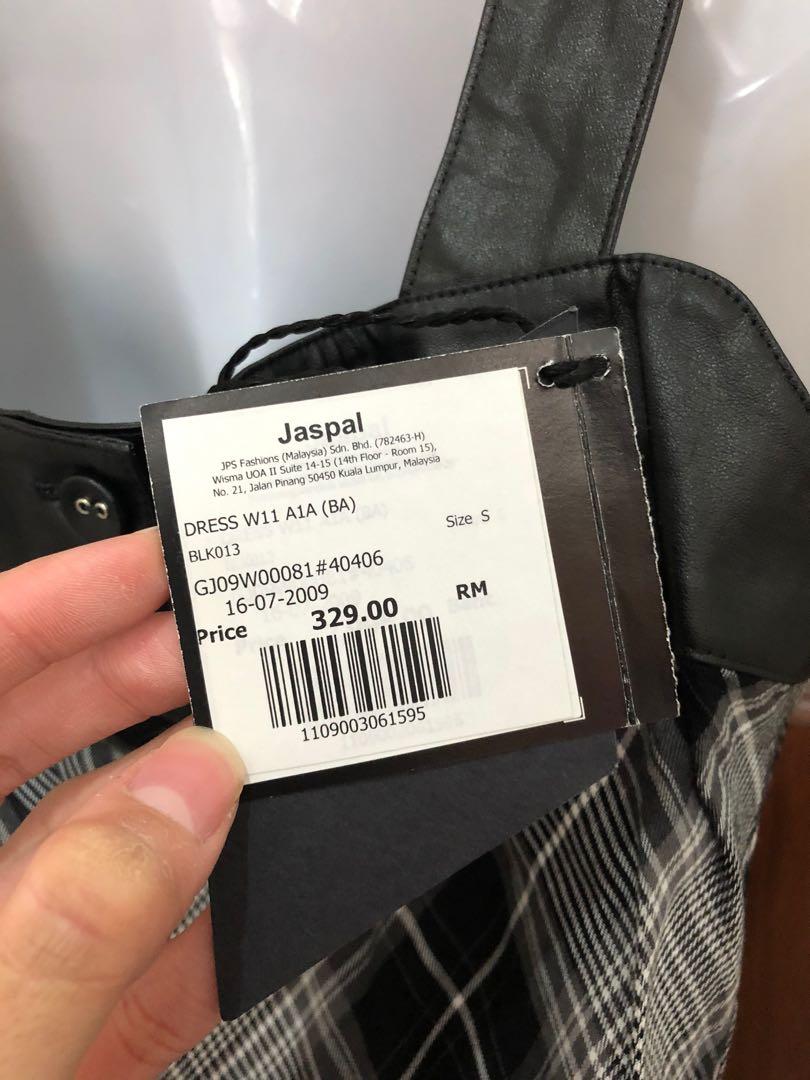 Jaspal
JPS Fashions (Malaysia) Sdn. Bhd. (782463-H)
Wisma UOA II Suite 14-15 (14th Floor - Room 15),
No. 21, Jalan Pinang 50450 Kuala Lumpur, Malaysia
DRESS W11 A1A (BA)
Size S
BLK013
GJ09W00081#40406
16-07-2009
Price 329.00 RM
1109003061595